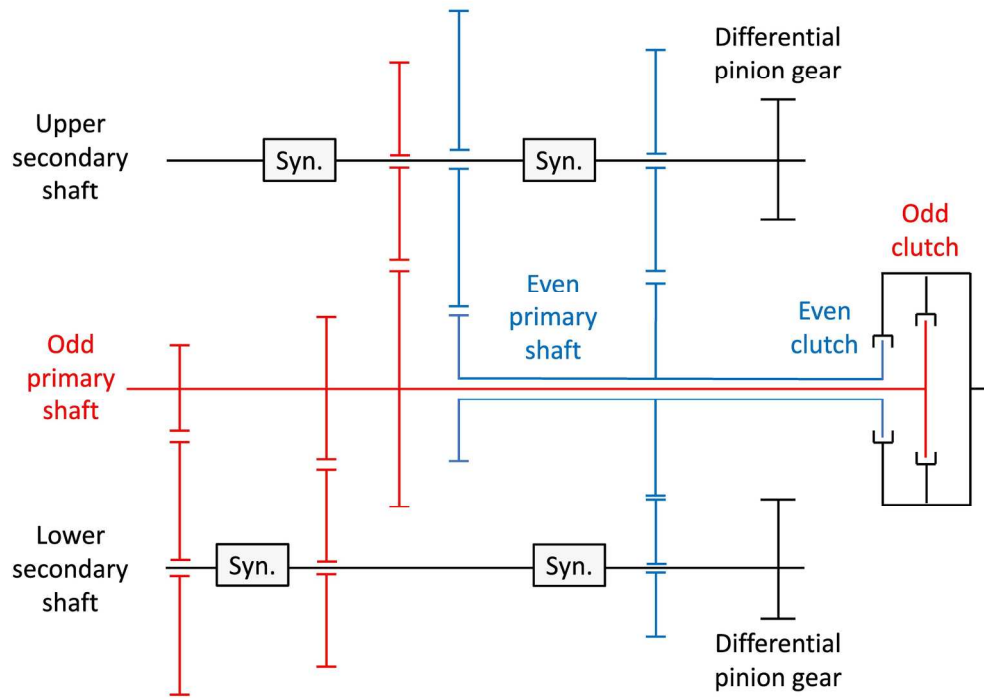 Differential
pinion gear
Upper
secondary
shaft
Syn.
Syn.
Odd
clutch
Even
primary
shaft
Even
clutch
Odd
primary
shaft
Lower
secondary
shaft
Syn.
Syn.
Differential
pinion gear